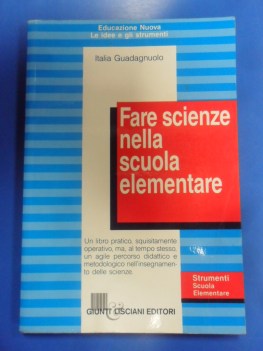 Educazione Nuova
Le idee e gli strumenti
Italia Guadagnuolo
Fare scienze
nella
scuola
elementare
Un libro pratico, squisitamente
operativo, ma, al tempo stesso,
un agile percorso didattico e
metodologico nell'insegnamen-
to delle scienze.
Strumenti
Scuola
Elementare
GIUNTI LISCIANI EDITORI